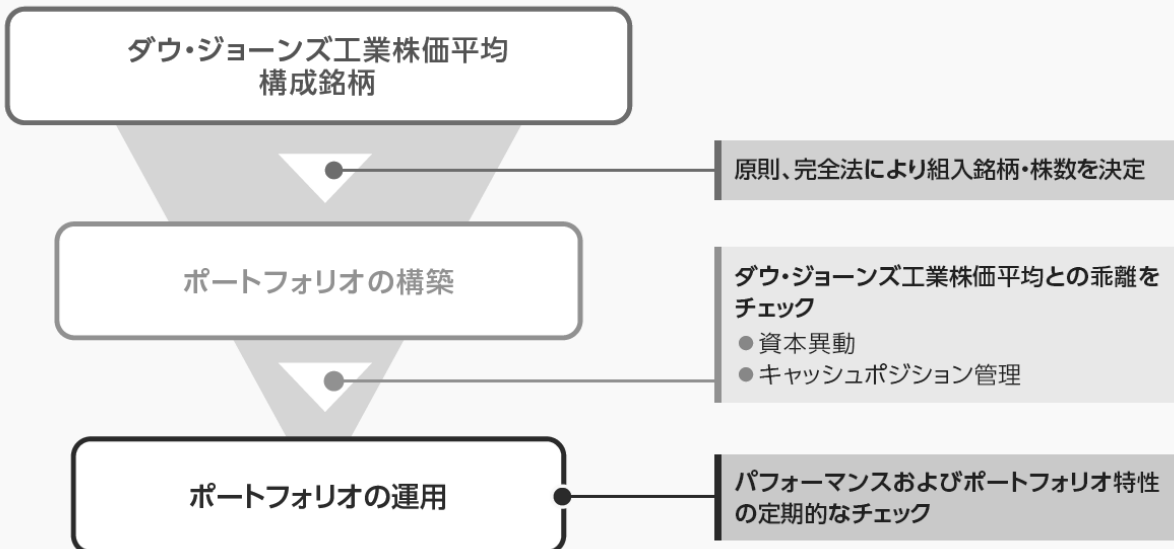 ダウ・ジョーンズ工業株価平均
構成銘柄
原則、完全法により組入銘柄・株数を決定
ポートフォリオの構築
ダウ・ジョーンズ工業株価平均との乖離を
チェック
●資本異動
●キャッシュポジション管理
ポートフォリオの運用
パフォーマンスおよびポートフォリオ特性
の定期的なチェック